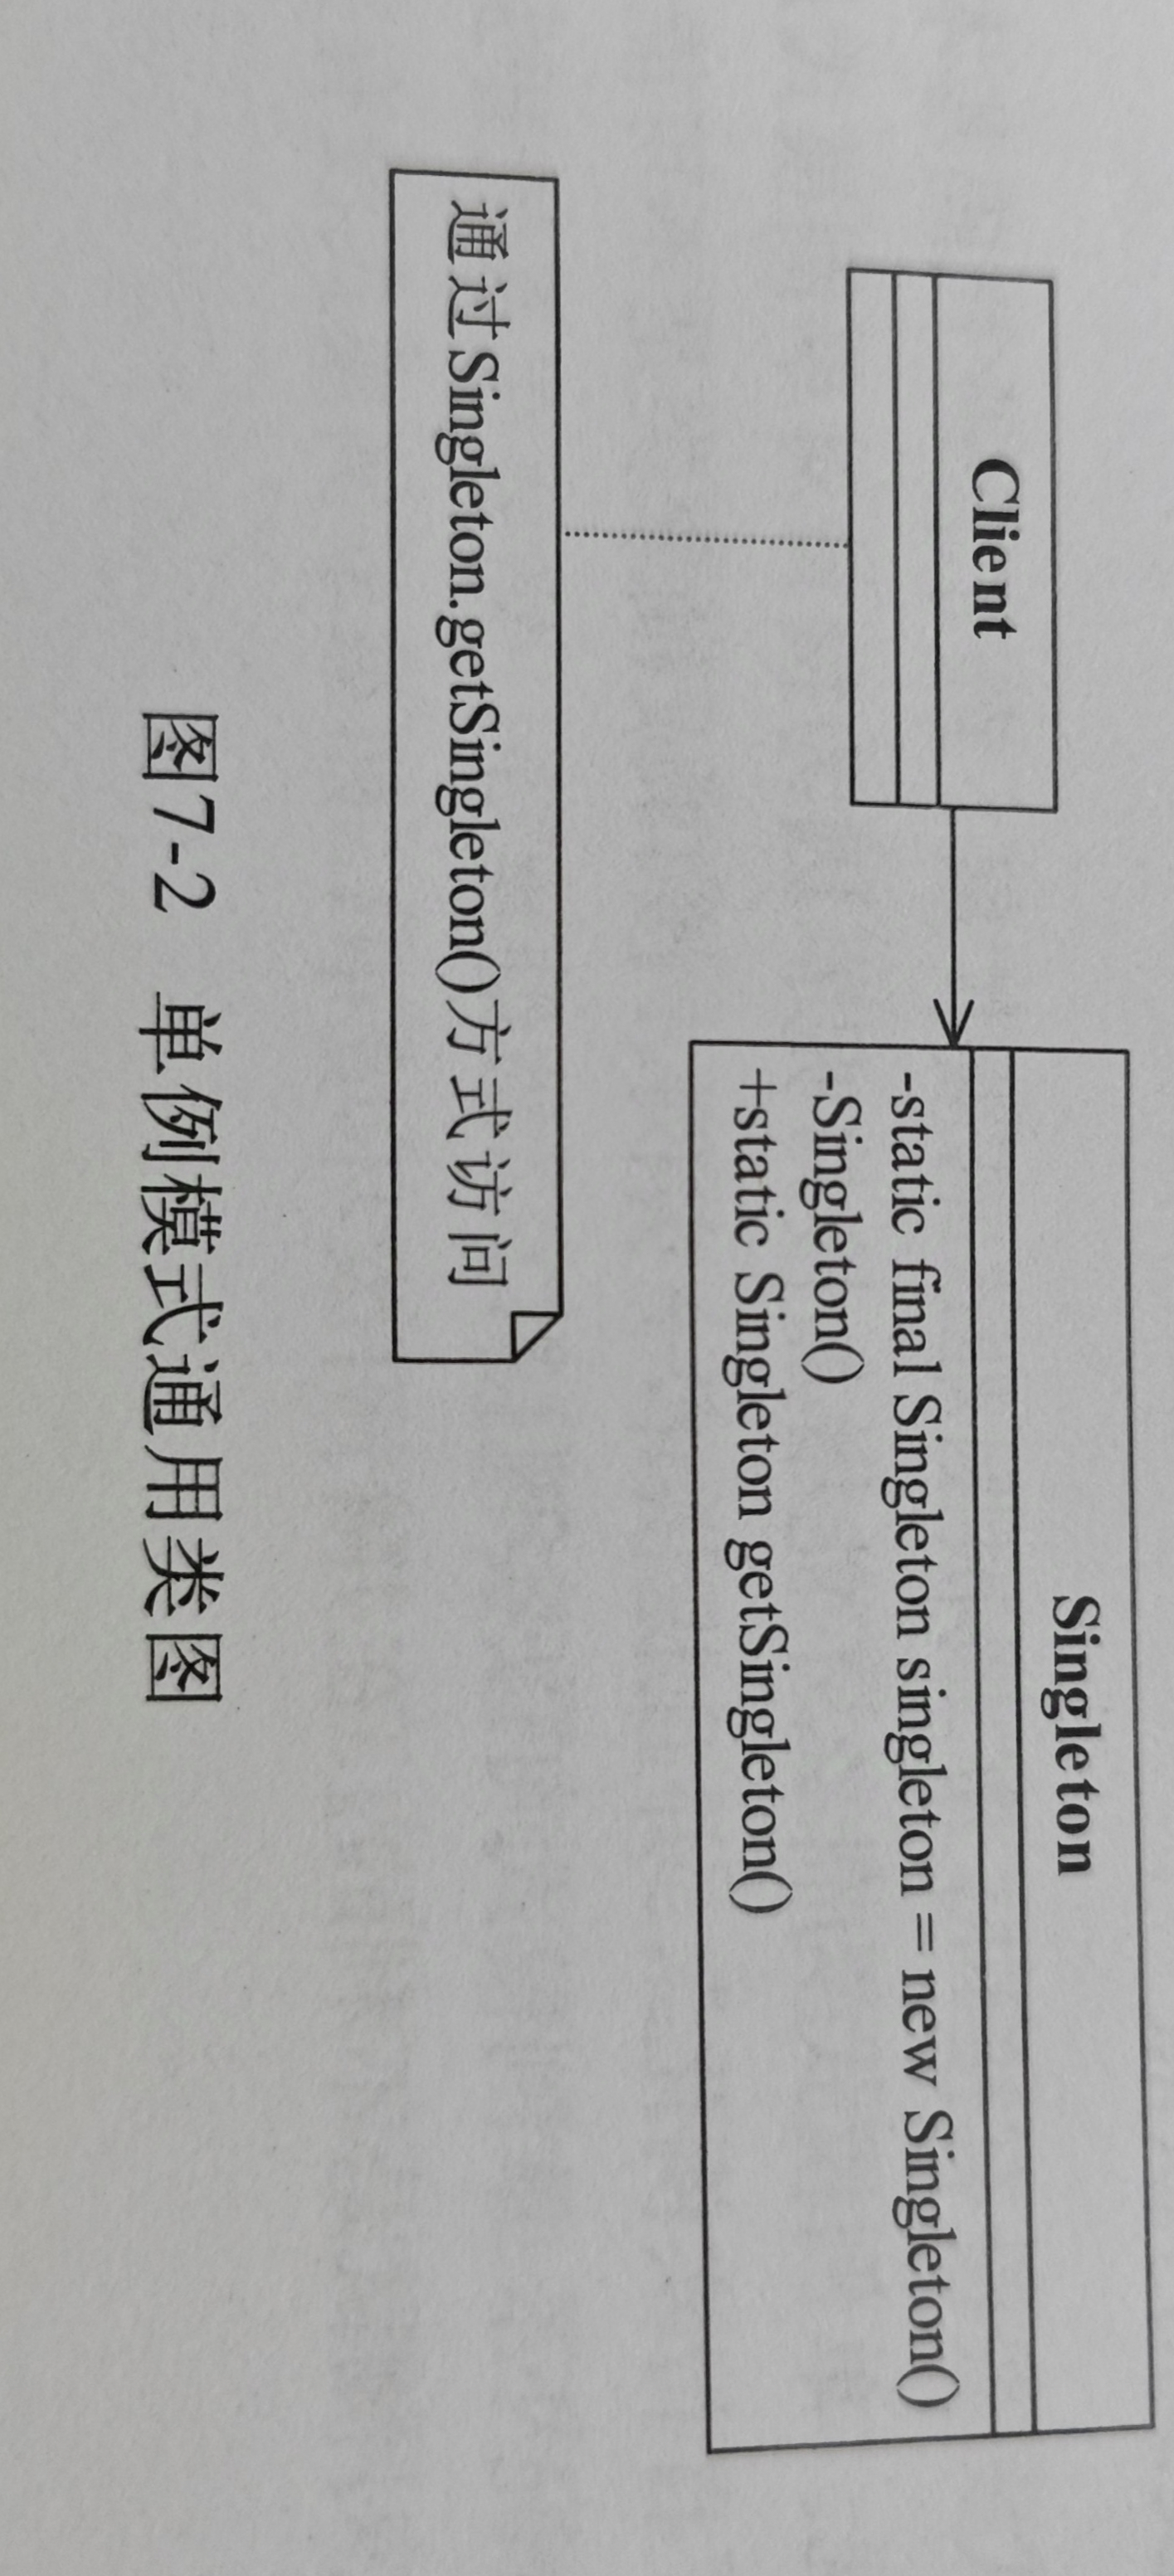 Client
Singleton
-static final Singleton singleton = new Singleton()
-Singleton()
+static Singleton getSingleton()
通过Singleton.getSingleton()方式访问
图7-2 单例模式通用类图